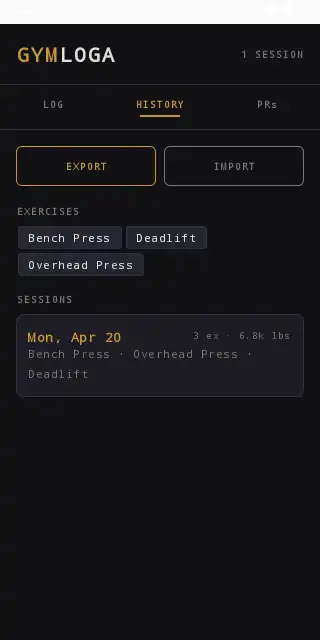 GYMLOGA
1 SESSION
LOG
HISTORY
PRs
EXPORT
IMPORT
EXERCISES
Bench Press
Deadlift
Overhead Press
SESSIONS
Mon, Apr 20
3 ex · 6.8k lbs
Bench Press · Overhead Press ·
Deadlift